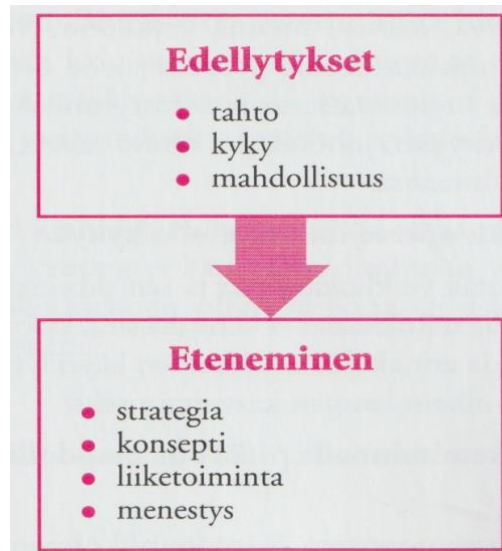 Edellytykset
• tahto
• kyky
• mahdollisuus
Eteneminen
• strategia
• konsepti
• liiketoiminta
• menestys